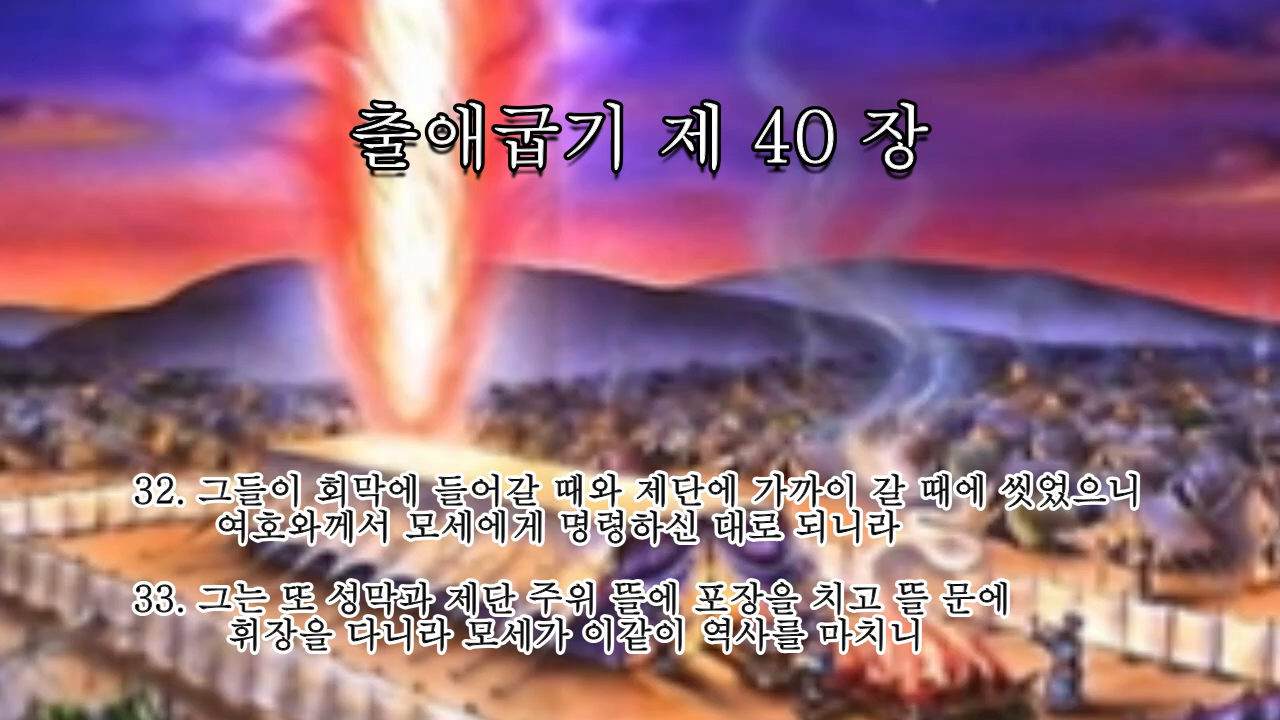 출애굽기 제 40 장
32. 그들이 회막에 들어갈 때와 제단에 가까이 갈 때에 씻었으니
여호와께서 모세에게 명령하신 대로 되니라
33. 그는 또 성막과 제단 주위 뜰에 포장을 치고 뜰 문에
휘장을 다니라 모세가 이같이 역사를 마치니